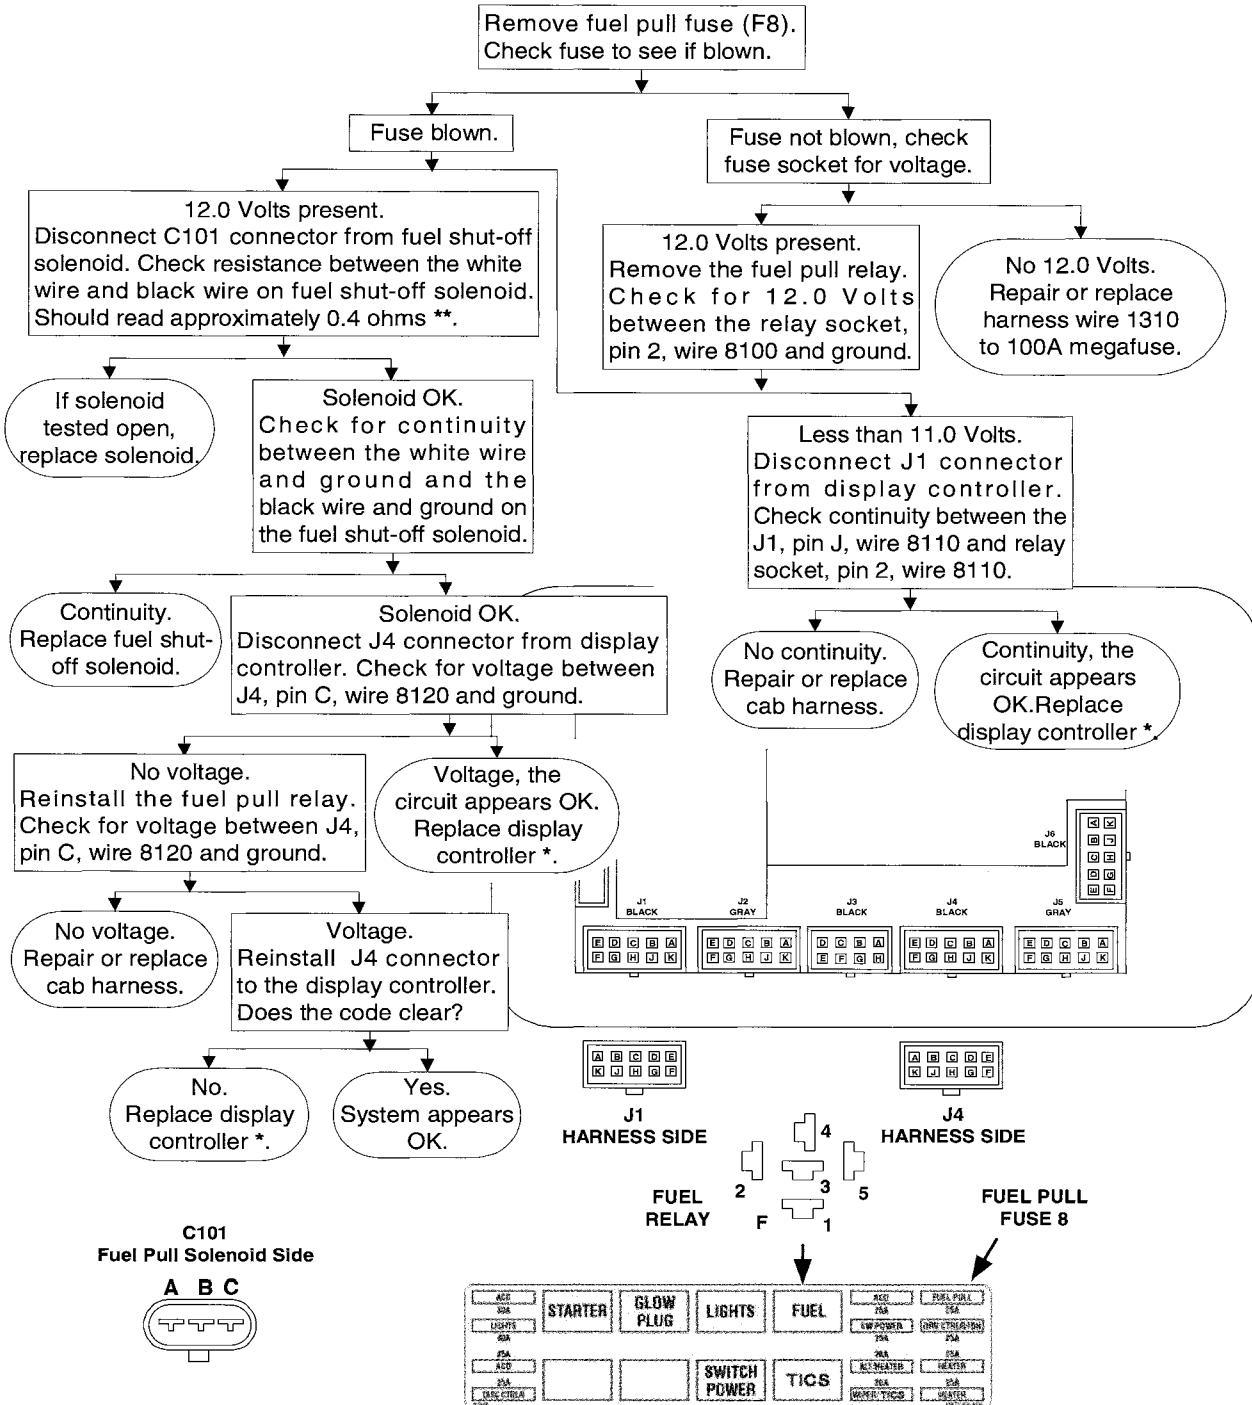 Remove fuel pull fuse (F8).
Check fuse to see if blown.
Fuse blown.
Fuse not blown, check
fuse socket for voltage.
12.0 Volts present.
Disconnect C101 connector from fuel shut-off
solenoid. Check resistance between the white
wire and black wire on fuel shut-off solenoid.
Should read approximately 0.4 ohms **.
12.0 Volts present.
Remove the fuel pull relay.
Check for 12.0 Volts
between the relay socket,
pin 2, wire 8100 and ground.
No 12.0 Volts.
Repair or replace
harness wire 1310
to 100A megafuse.
If solenoid
tested open,
replace solenoid.
Solenoid OK.
Check for continuity
between the white wire
and ground and the
black wire and ground on
the fuel shut-off solenoid.
Less than 11.0 Volts.
Disconnect J1 connector
from display controller.
Check continuity between the
J1, pin J, wire 8110 and relay
socket, pin 2, wire 8110.
Continuity.
Replace fuel shut-
off solenoid.
Solenoid OK.
Disconnect J4 connector from display
controller. Check for voltage between
J4, pin C, wire 8120 and ground.
No continuity.
Repair or replace
cab harness.
Continuity, the
circuit appears
OK.Replace
display controller *.
No voltage.
Reinstall the fuel pull relay.
Check for voltage between J4,
pin C, wire 8120 and ground.
Voltage, the
circuit appears OK.
Replace display
controller *.
No voltage.
Repair or replace
cab harness.
Voltage.
Reinstall J4 connector
to the display controller.
Does the code clear?
No.
Replace display
controller *.
Yes.
System appears
OK.
J6
BLACK
A K
B J
C H
D G
E F
J1
BLACK
J2
GRAY
J3
BLACK
J4
BLACK
J5
GRAY
E D C B A
F G H J K
E D C B A
F G H J K
D C B A
E F G H
E D C B A
F G H J K
E D C B A
F G H J K
A B C D E
K J H G F
J1
HARNESS SIDE
A B C D E
K J H G F
J4
HARNESS SIDE
4
2
3
5
F
1
FUEL
RELAY
FUEL PULL
FUSE 8
C101
Fuel Pull Solenoid Side
A B C
ACC
LIGHTS
25A
ACC
25A
STARTER
GLOW
PLUG
LIGHTS
FUEL
SWITCH
POWER
TICS
25A
FUEL PULL
25A
25A
25A
HEATER
25A
HEATER